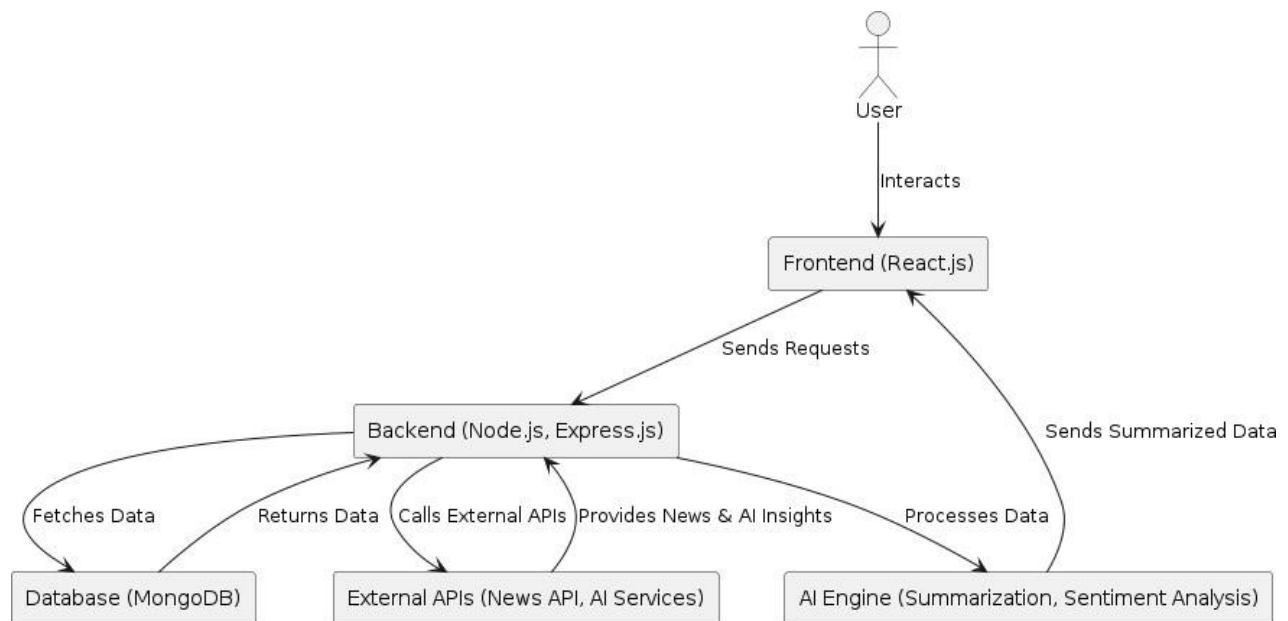 User
Interacts
Frontend (React.js)
Sends Requests
Backend (Node.js, Express.js)
Sends Summarized Data
Fetches Data
Returns Data
Calls External APIs
Provides News & AI Insights
Processes Data
Database (MongoDB)
External APIs (News API, AI Services)
AI Engine (Summarization, Sentiment Analysis)